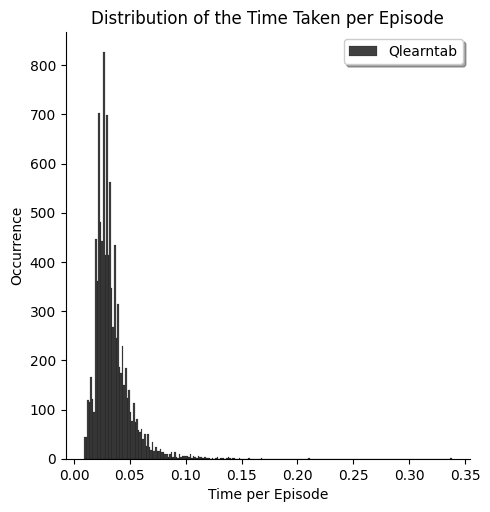 Distribution of the Time Taken per Episode
Qlearntab
800
700
600
500
400
300
200
100
0
Occurrence
0.00 0.05 0.10 0.15 0.20 0.25 0.30 0.35
Time per Episode